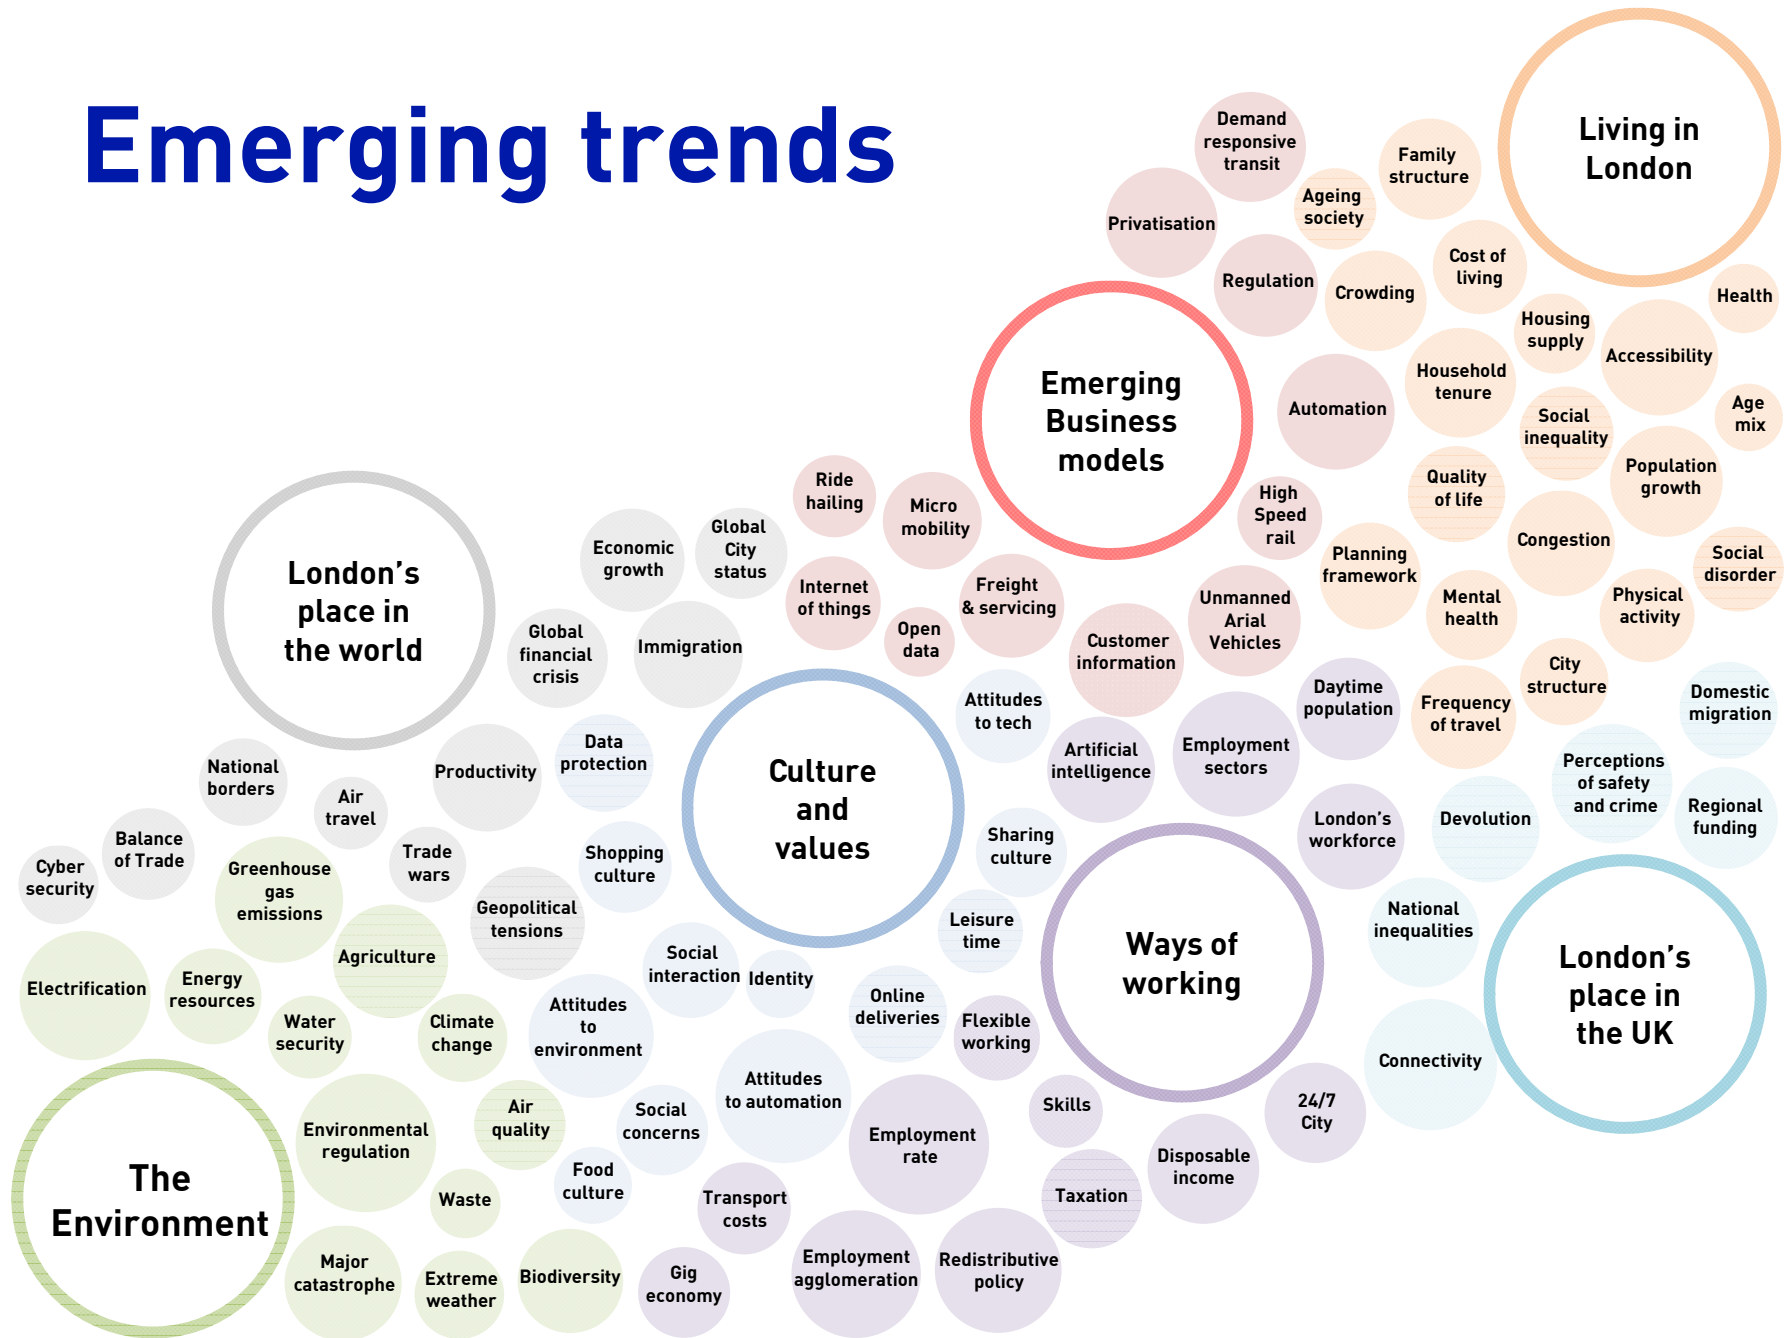 Emerging trends
Living in
London
Demand
responsive
transit
Family
structure
Ageing
society
Privatisation
Regulation
Cost of
living
Crowding
Health
Housing
supply
Accessibility
Household
tenure
Emerging
Business
models
Automation
Social
inequality
Age
mix
Population
growth
Quality
of life
Ride
hailing
Micro
mobility
High
Speed
rail
Congestion
Planning
framework
Social
disorder
London’s
place in
the world
Economic
growth
Global
City
status
Internet
of things
Freight
& servicing
Open
data
Unmanned
Arial
Vehicles
Mental
health
Physical
activity
Global
financial
crisis
Immigration
Customer
information
City
structure
Daytime
population
Frequency
of travel
Domestic
migration
Attitudes
to tech
Artificial
intelligence
Employment
sectors
Perceptions
of safety
and crime
Regional
funding
Devolution
London’s
workforce
Data
protection
Productivity
Culture
and
values
National
borders
Air
travel
Balance
of Trade
Trade
wars
Shopping
culture
Sharing
culture
Cyber
security
Greenhouse
gas
emissions
Geopolitical
tensions
Leisure
time
National
inequalities
Ways of
working
London’s
place in
the UK
Agriculture
Electrification
Energy
resources
Social
interaction
Identity
Online
deliveries
Flexible
working
Water
security
Climate
change
Attitudes
to
environment
Connectivity
Attitudes
to automation
Skills
24/7
City
Environmental
regulation
Air
quality
Social
concerns
Employment
rate
Disposable
income
The
Environment
Waste
Food
culture
Transport
costs
Taxation
Major
catastrophe
Extreme
weather
Biodiversity
Gig
economy
Employment
agglomeration
Redistributive
policy